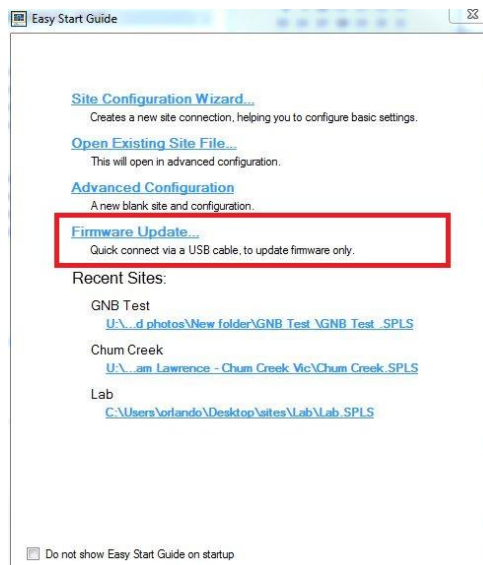 Easy Start Guide
Site Configuration Wizard...
Creates a new site connection, helping you to configure basic settings.
Open Existing Site File...
This will open in advanced configuration.
Advanced Configuration
A new blank site and configuration.
Firmware Update...
Quick connect via a USB cable, to update firmware only.
Recent Sites:
GNB Test
U:\...d photos\New folder\GNB Test \GNB Test .SPLS
Chum Creek
U:\...am Lawrence - Chum Creek Vic\Chum Creek.SPLS
Lab
C:\Users\orlando\Desktop\sites\Lab\Lab.SPLS
Do not show Easy Start Guide on startup